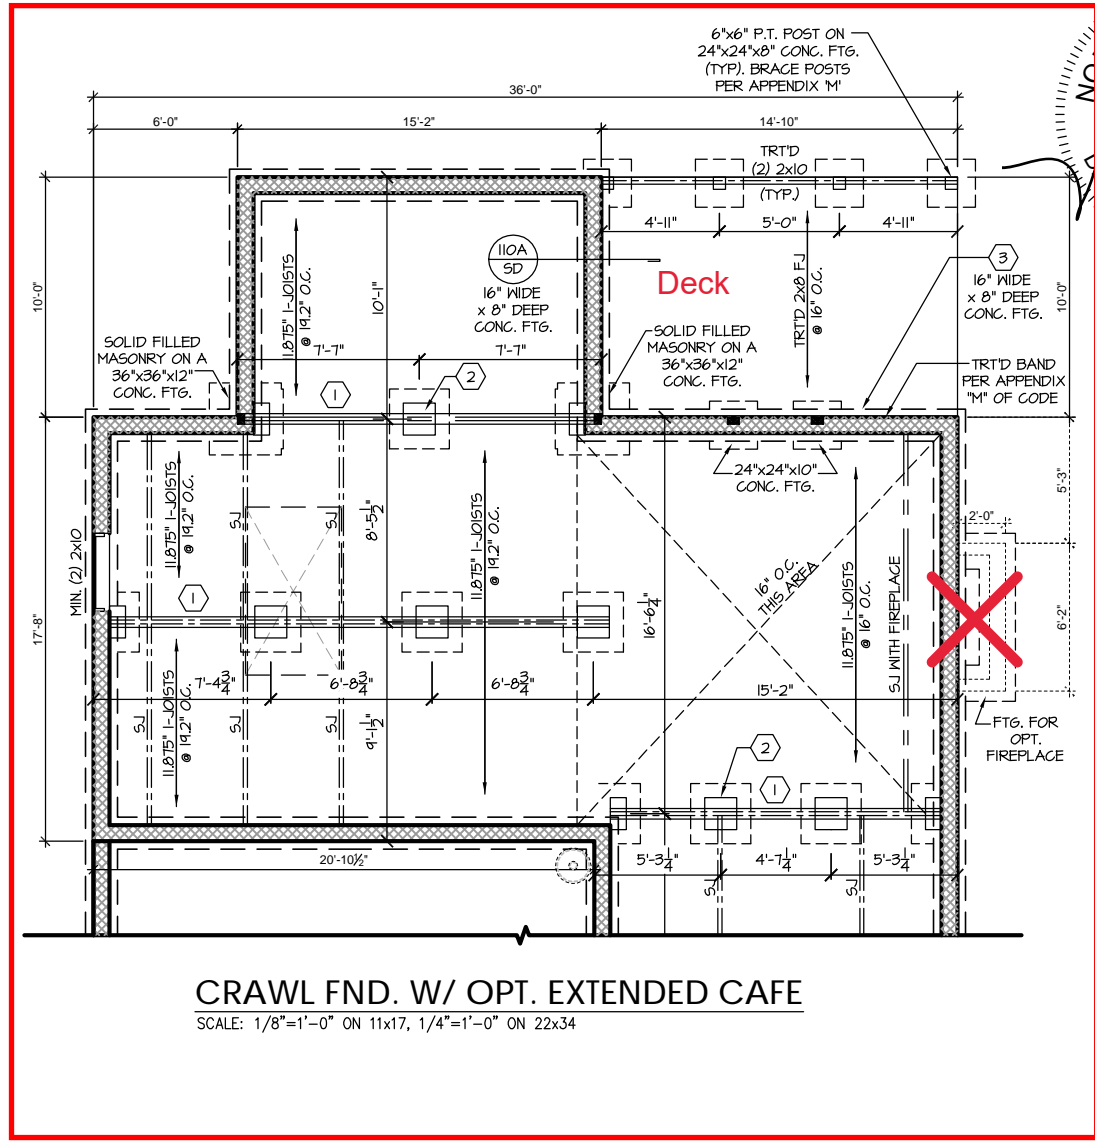 6"x6" P.T. POST ON
24"x24"x8" CONC. FTG.
(TYP). BRACE POSTS
PER APPENDIX 'M'
36'-0"
6'-0"
15'-2"
14'-10"
TRT'D
(2) 2x10
(TYP.)
4'-11"
5'-0"
4'-11"
110A
SD
16" WIDE
x 8" DEEP
CONC. FTG.
Deck
TRT'D 2x8 FJ
@ 16" O.C.
3
16" WIDE
x 8" DEEP
CONC. FTG.
10'-0"
10'-0"
11.875" I-JOISTS
@ 19.2" O.C.
10'-1"
7'-7"
7'-7"
SOLID FILLED
MASONRY ON A
36"x36"x12"
CONC. FTG.
SOLID FILLED
MASONRY ON A
36"x36"x12"
CONC. FTG.
TRT'D BAND
PER APPENDIX
"M" OF CODE
1
2
24"x24"x10"
CONC. FTG.
11.875" I-JOISTS
@ 19.2" O.C.
SJ
SJ
8'-5 1/2"
11.875" I-JOISTS
@ 19.2" O.C.
5'-3"
2'-0"
MIN. (2) 2x10
1
16" O.C.
THIS AREA
11.875" I-JOISTS
@ 16" O.C.
SJ WITH FIREPLACE
16'-6 1/4"
17'-8"
6'-2"
7'-4 3/4"
6'-8 3/4"
6'-8 3/4"
15'-2"
11.875" I-JOISTS
@ 19.2" O.C.
SJ
SJ
SJ
9'-1 1/2"
FTG. FOR
OPT.
FIREPLACE
2
1
20'-10½"
5'-3 1/4"
4'-7 1/4"
5'-3 1/4"
SJ
SJ
CRAWL FND. W/ OPT. EXTENDED CAFE
SCALE: 1/8"=1'-0" ON 11x17, 1/4"=1'-0" ON 22x34